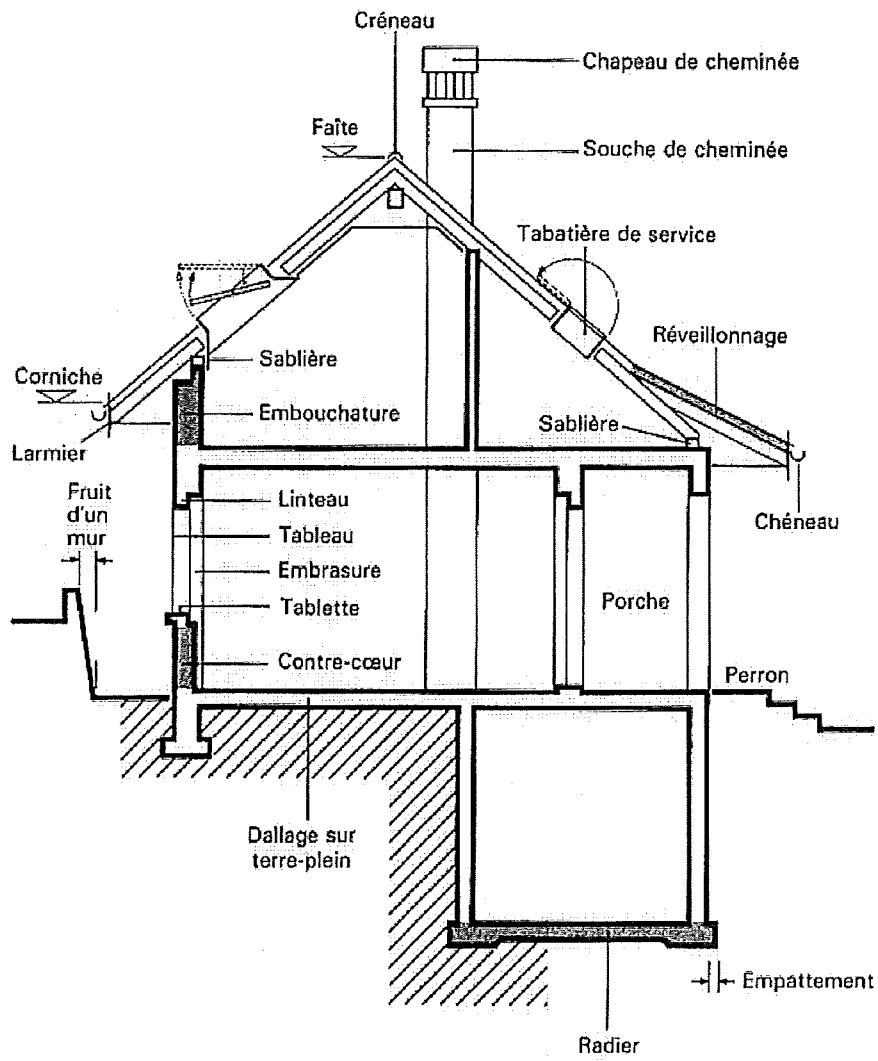 Créneau
Chapeau de cheminée
Faîte
Souche de cheminée
Tabatière de service
Réveillonnage
Sablière
Corniche
Embouchature
Sablière
Larmier
Fruit
d'un
mur
Linteau
Chéneau
Tableau
Embrasure
Porche
Tablette
Contre-cœur
Perron
Dallage sur
terre-plein
Empattement
Radier